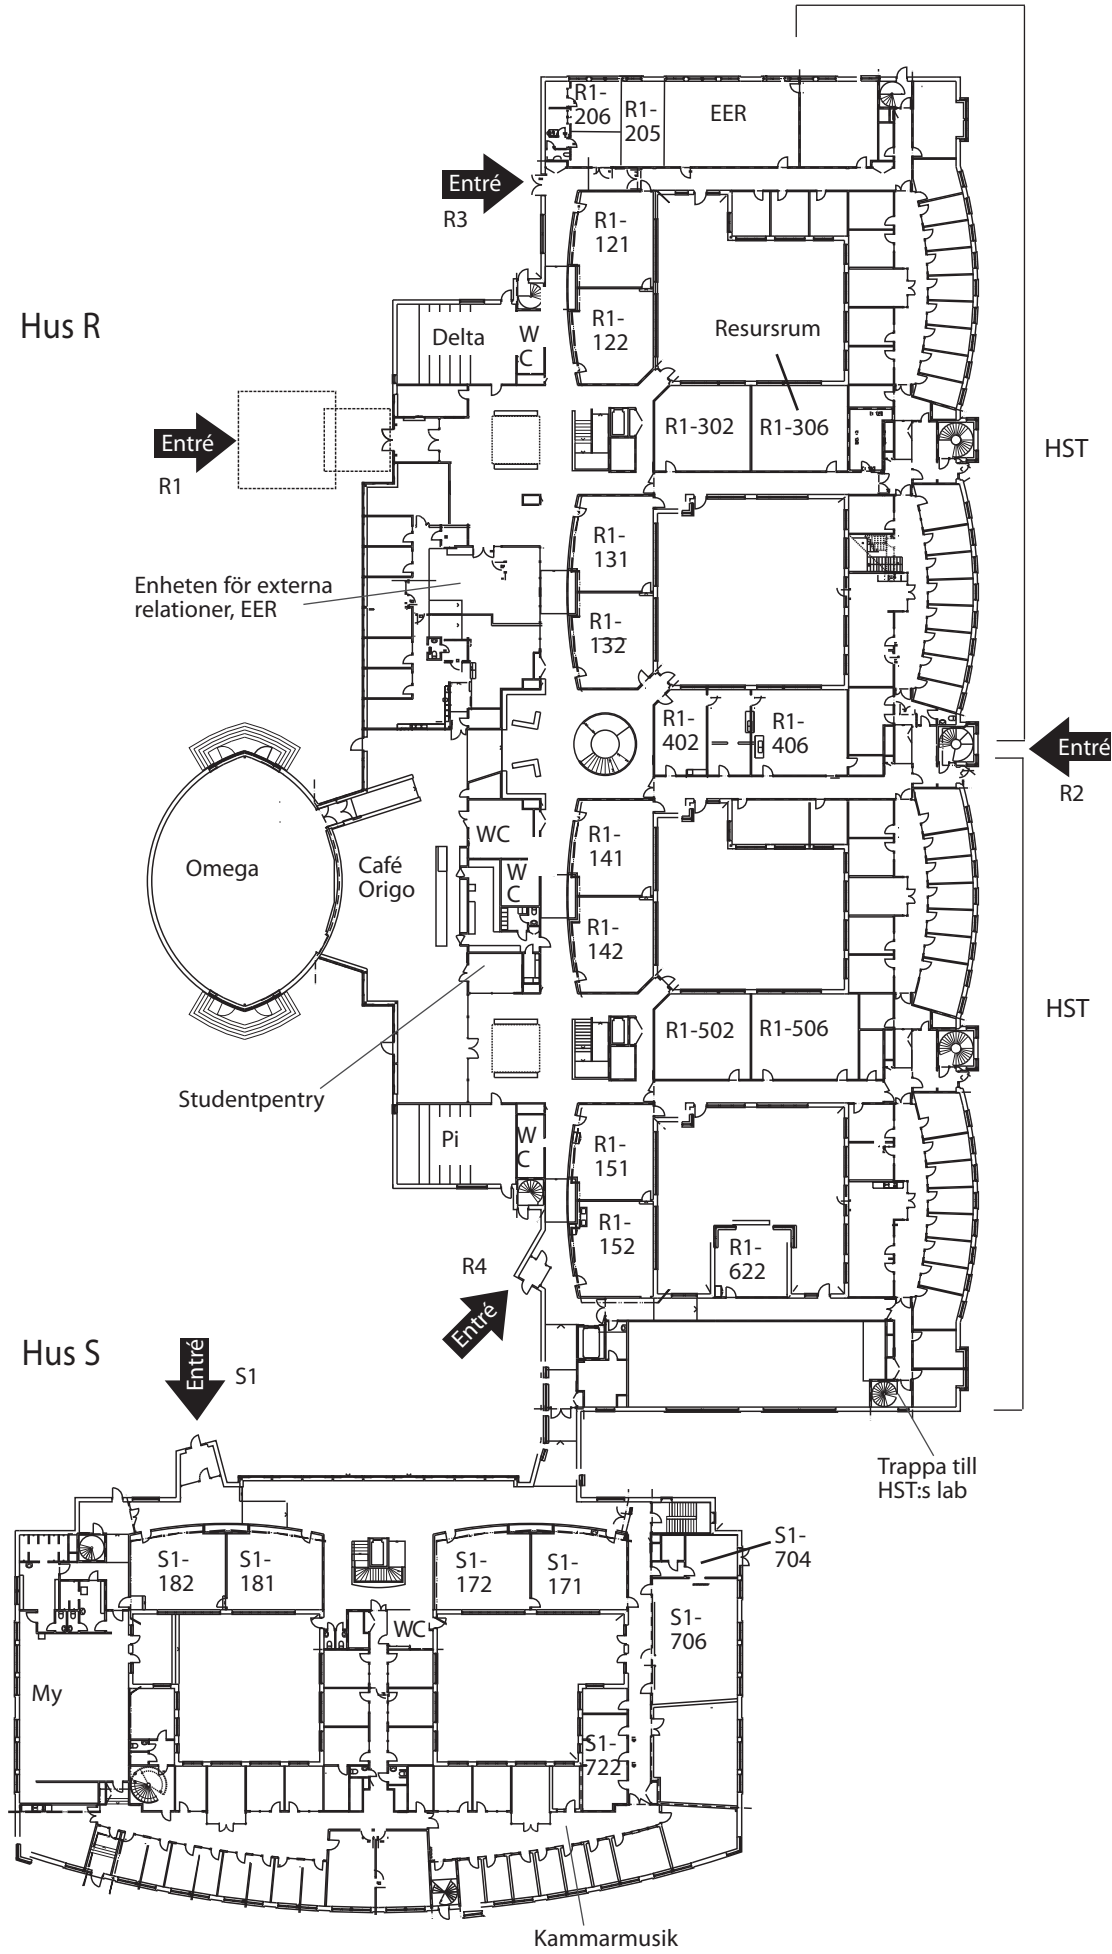 R1-
206
R1-
205
EER
Entré
R3
R1-
121
Hus R
Delta
W
C
R1-
122
Resursrum
Entré
R1
R1-302
R1-306
HST
R1-
131
Enheten för externa
relationer, EER
R1-
132
R1-
402
R1-
406
Entré
R2
Omega
Café
Origo
WC
W
C
R1-
141
R1-
142
HST
R1-502
R1-506
Studentpentry
Pi
W
C
R1-
151
R1-
152
R1-
622
R4
Entré
Hus S
Entré
S1
Trappa till
HST:s lab
S1-
182
S1-
181
S1-
172
S1-
171
S1-
704
WC
S1-
706
My
S1-
722
Kammarmusik